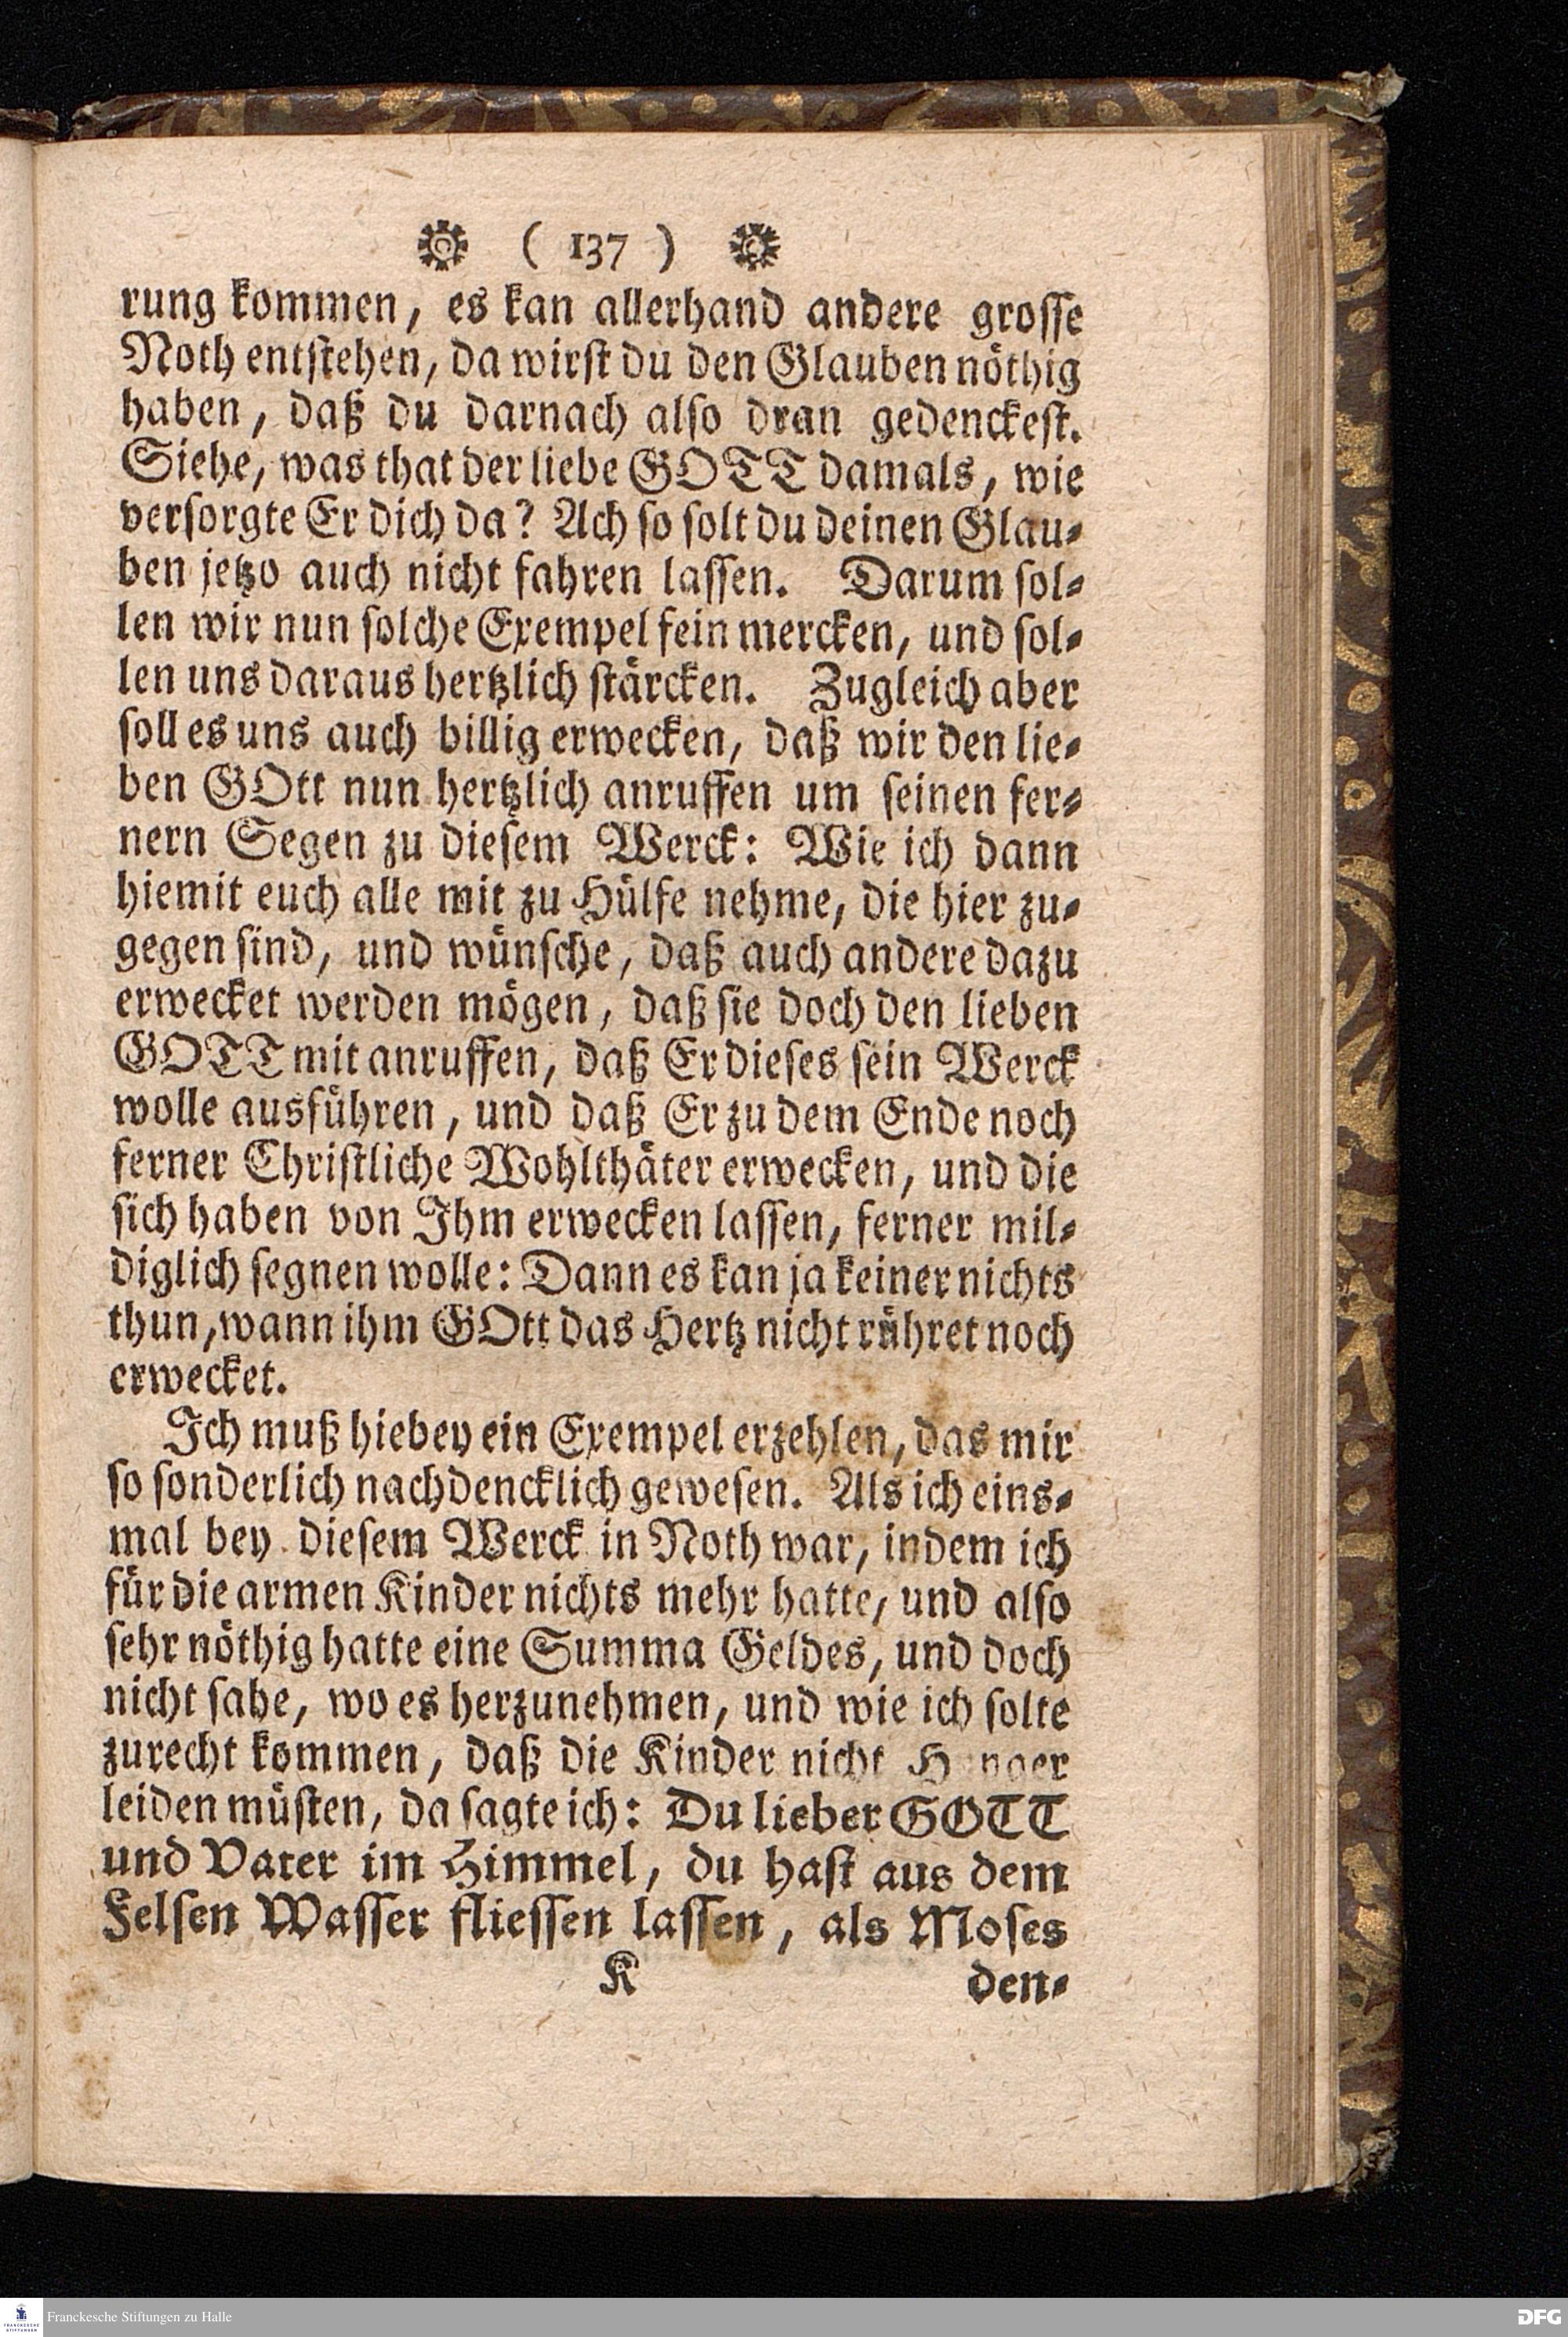 ( 137 )
rung kommen, es kan allerhand andere grosse
Noth entstehen, da wirst du den Glauben nöthig
haben, daß du darnach also dran gedenckest.
Siehe, was that der liebe GOTT damals, wie
versorgte Er dich da? Ach so solt du deinen Glau-
ben jetzo auch nicht fahren lassen. Darum sol-
len wir nun solche Exempel fein mercken, und sol-
len uns daraus hertzlich stärcken. Zugleich aber
soll es uns auch billig erwecken, daß wir den lie-
ben GOtt nun hertzlich anruffen um seinen fer-
nern Segen zu diesem Werck: Wie ich dann
hiemit euch alle mit zu Hülfe nehme, die hier zu-
gegen sind, und wünsche, daß auch andere dazu
erwecket werden mögen, daß sie doch den lieben
GOTT mit anruffen, daß Er dieses sein Werck
wolle ausführen, und daß Er zu dem Ende noch
ferner Christliche Wohlthäter erwecken, und die
sich haben von Ihm erwecken lassen, ferner mil-
diglich segnen wolle: Dann es kan ja keiner nichts
thun, wann ihm GOtt das Hertz nicht rühret noch
erwecket.
Ich muß hiebey ein Exempel erzehlen, das mir
so sonderlich nachdencklich gewesen. Als ich eins-
mal bey diesem Werck in Noth war, indem ich
für die armen Kinder nichts mehr hatte, und also
sehr nöthig hatte eine Summa Geldes, und doch
nicht sahe, wo es herzunehmen, und wie ich solte
zurecht kommen, daß die Kinder nicht Hunger
leiden müsten, da sagte ich: Du lieber GOTT
und Vater im Himmel, du hast aus dem
Felsen Wasser fliessen lassen, als Moses
K den-
FRANCKESCHE STIFTUNGEN
Franckesche Stiftungen zu Halle
DFG